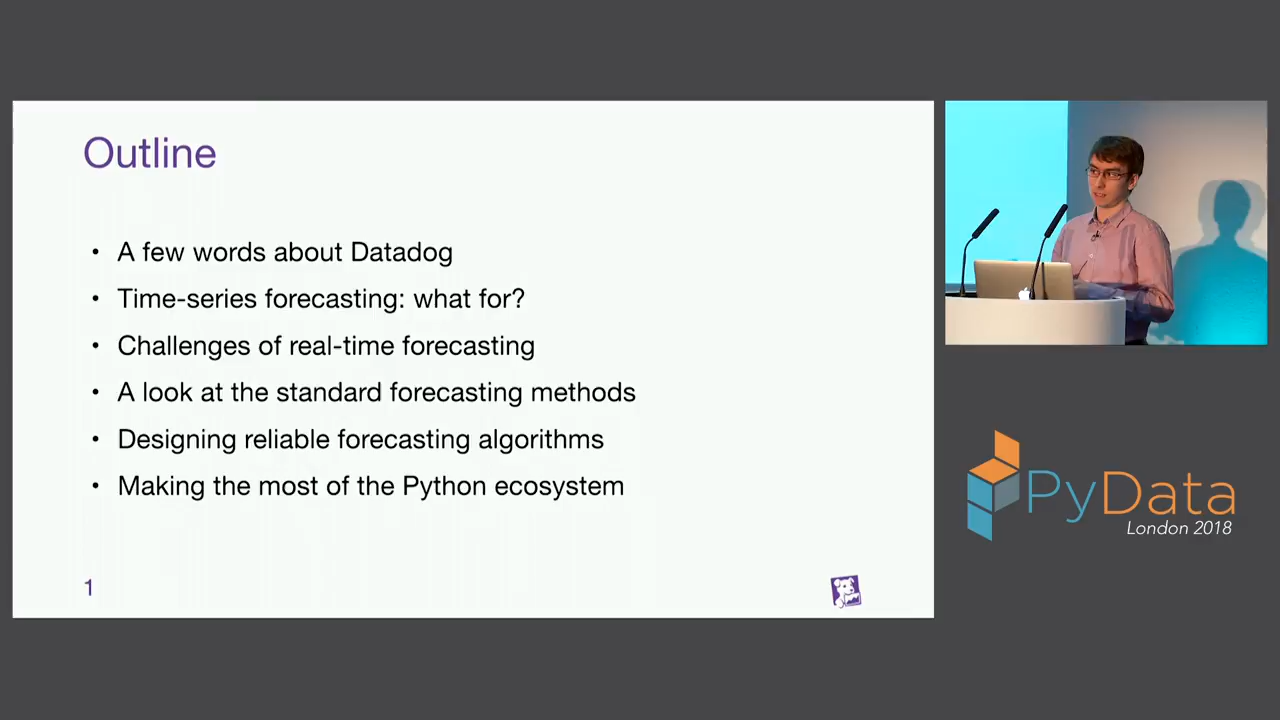 Outline
• A few words about Datadog
• Time-series forecasting: what for?
• Challenges of real-time forecasting
• A look at the standard forecasting methods
• Designing reliable forecasting algorithms
• Making the most of the Python ecosystem
1
PyData
London 2018